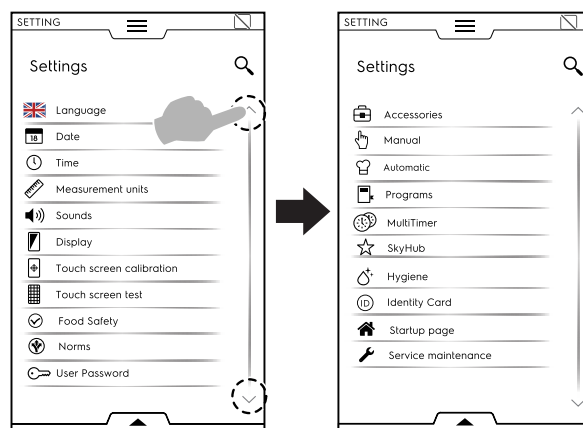 SETTING
Settings
Language
18 Date
Time
Measurement units
Sounds
Display
Touch screen calibration
Touch screen test
Food Safety
Norms
User Password
SETTING
Settings
Accessories
Manual
Automatic
Programs
MultiTimer
SkyHub
Hygiene
ID Identity Card
Startup page
Service maintenance